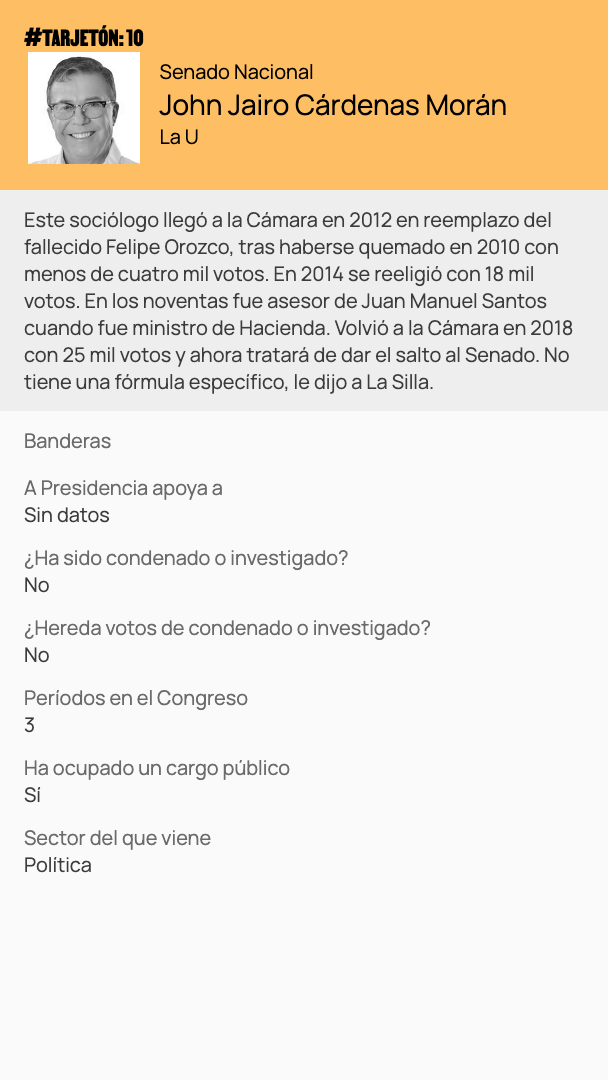 #TARJETÓN: 10
Senado Nacional
John Jairo Cárdenas Morán
La U
Este sociólogo llegó a la Cámara en 2012 en reemplazo del
fallecido Felipe Orozco, tras haberse quemado en 2010 con
menos de cuatro mil votos. En 2014 se reeligió con 18 mil
votos. En los noventas fue asesor de Juan Manuel Santos
cuando fue ministro de Hacienda. Volvió a la Cámara en 2018
con 25 mil votos y ahora tratará de dar el salto al Senado. No
tiene una fórmula específico, le dijo a La Silla.
Banderas
A Presidencia apoya a
Sin datos
¿Ha sido condenado o investigado?
No
¿Hereda votos de condenado o investigado?
No
Períodos en el Congreso
3
Ha ocupado un cargo público
Sí
Sector del que viene
Política